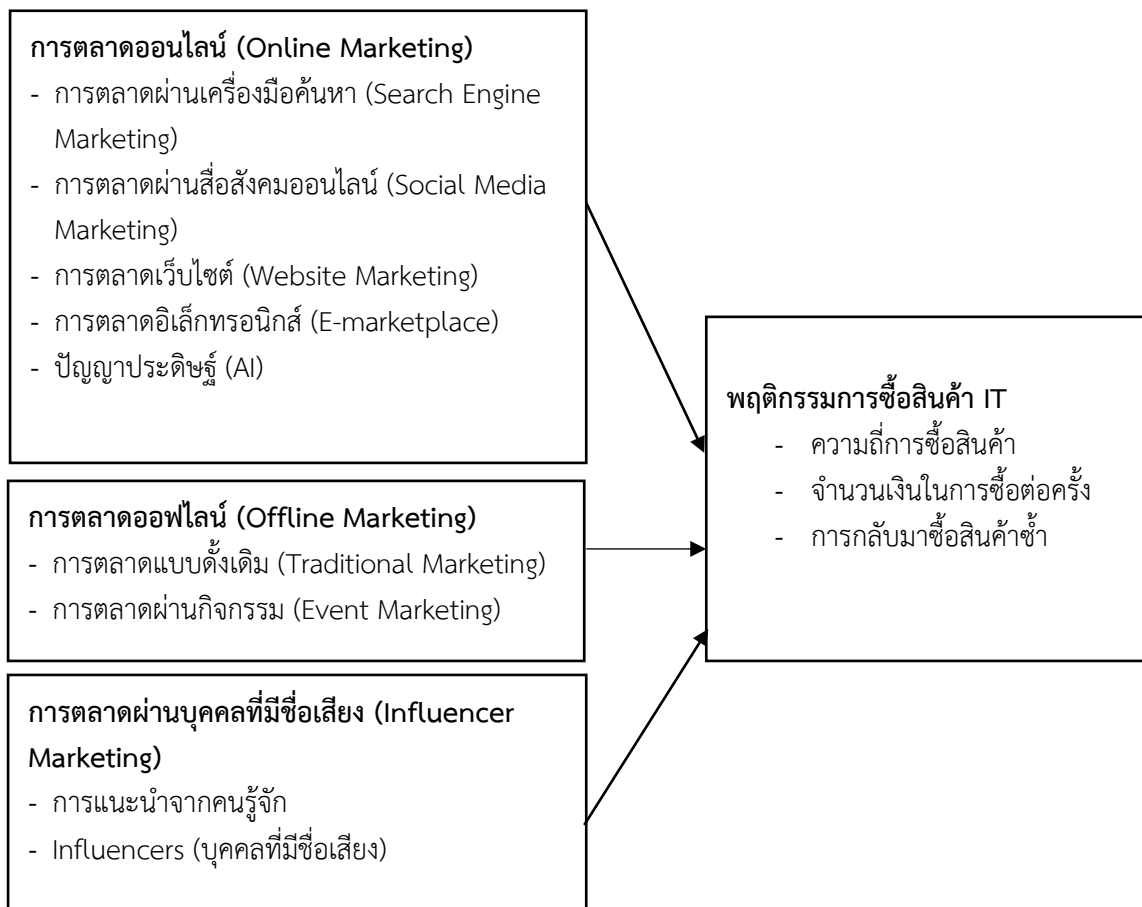 การตลาดออนไลน์ (Online Marketing)
- การตลาดผ่านเครื่องมือค้นหา (Search Engine
Marketing)
- การตลาดผ่านสื่อสังคมออนไลน์ (Social Media
Marketing)
- การตลาดเว็บไซต์ (Website Marketing)
- การตลาดอิเล็กทรอนิกส์ (E-marketplace)
- ปัญญาประดิษฐ์ (AI)
การตลาดออฟไลน์ (Offline Marketing)
- การตลาดแบบดั้งเดิม (Traditional Marketing)
- การตลาดผ่านกิจกรรม (Event Marketing)
การตลาดผ่านบุคคลที่มีชื่อเสียง (Influencer
Marketing)
- การแนะนำจากคนรู้จัก
- Influencers (บุคคลที่มีชื่อเสียง)
พฤติกรรมการซื้อสินค้า IT
- ความถี่การซื้อสินค้า
- จำนวนเงินในการซื้อต่อครั้ง
- การกลับมาซื้อสินค้าซ้ำ